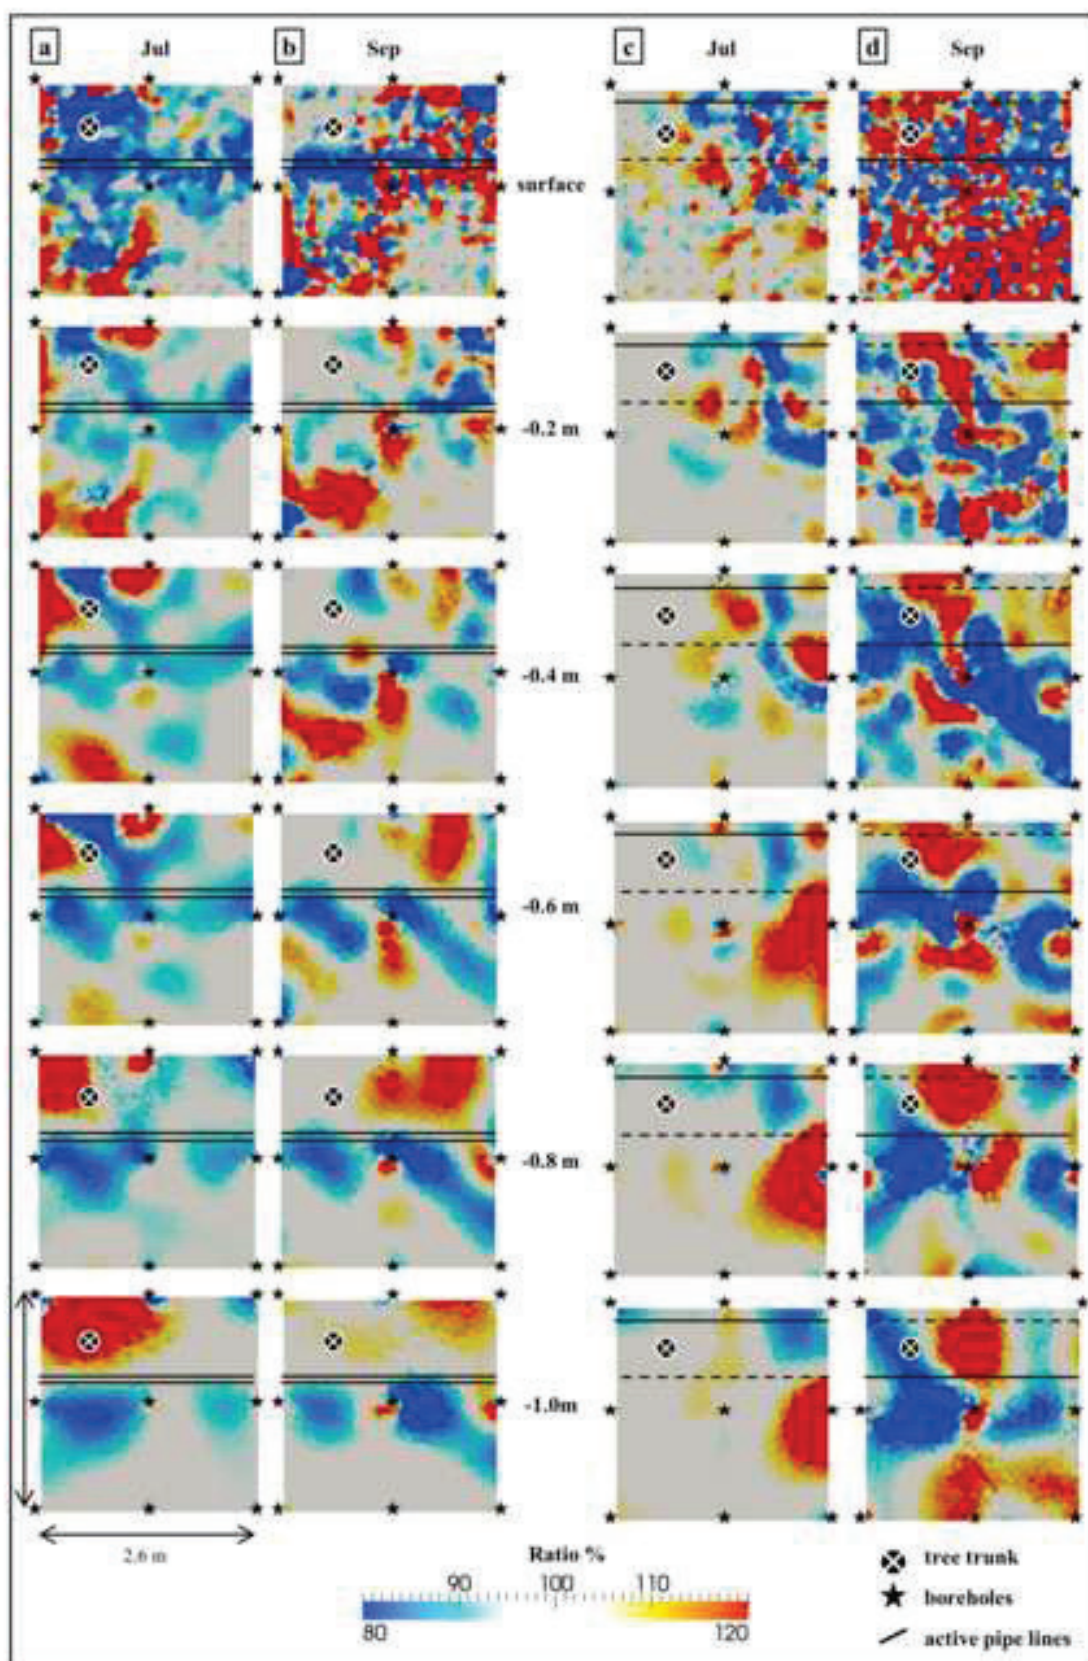 a Jul b Sep c Jul d Sep
surface
-0.2 m
-0.4 m
-0.6 m
-0.8 m
-1.0m
2.6 m
Ratio %
90 100 110
80 120
tree trunk
boreholes
active pipe lines